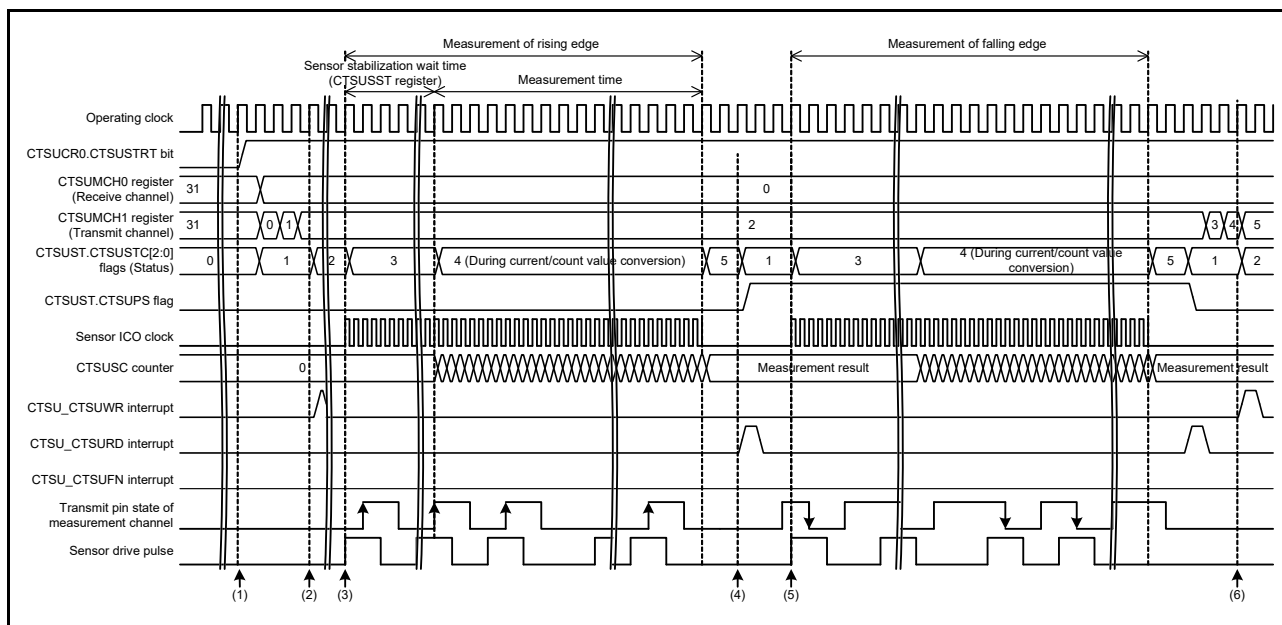 Measurement of rising edge
Measurement of falling edge
Sensor stabilization wait time
(CTSUSST register)
Measurement time
Operating clock
CTSUCR0.CTSUSTRT bit
CTSUMCH0 register
(Receive channel)
31
0
CTSUMCH1 register
(Transmit channel)
31
0
1
2
3
4
5
CTSUST.CTSUSTC[2:0]
flags (Status)
0
1
2
3
4 (During current/count value conversion)
5
1
3
4 (During current/count value
conversion)
5
1
2
CTSUST.CTSUPS flag
Sensor ICO clock
CTSUSC counter
0
Measurement result
Measurement result
CTSU_CTSUWR interrupt
CTSU_CTSURD interrupt
CTSU_CTSUFN interrupt
Transmit pin state of
measurement channel
Sensor drive pulse
(1)
(2)
(3)
(4)
(5)
(6)